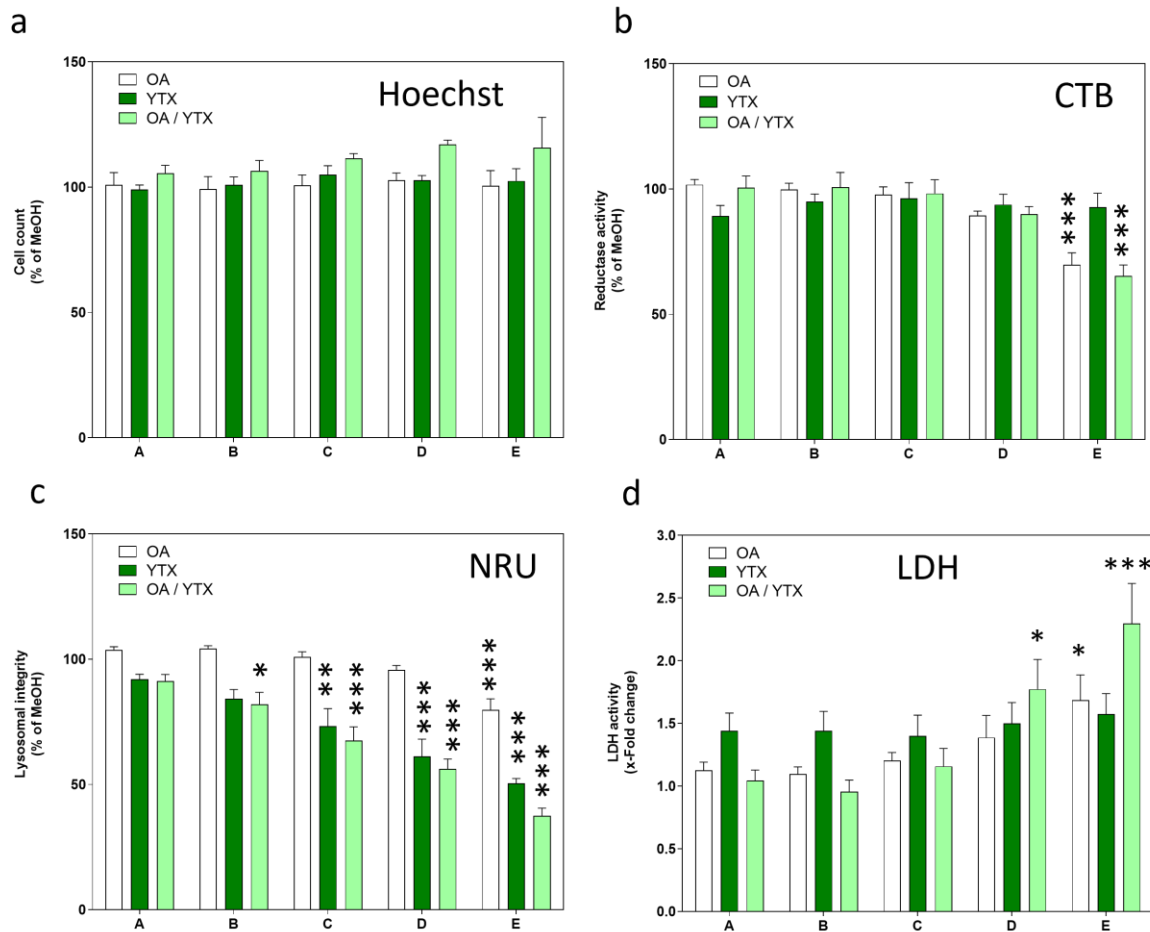 a
150
OA
YTX
OA / YTX
Hoechst
100
Cell count
(% of MeOH)
50
0
A B C D E
b
150
OA
YTX
OA / YTX
CTB
100
Reductase activity
(% of MeOH)
50
0
*** ***
A B C D E
c
150
OA
YTX
OA / YTX
NRU
100
Lysosomal integrity
(% of MeOH)
50
0
* ** *** *** *** *** *** ***
A B C D E
d
3.0
OA
YTX
OA / YTX
LDH
2.5
2.0
LDH activity
(x-Fold change)
1.5
1.0
0.5
0.0
* * ***
A B C D E